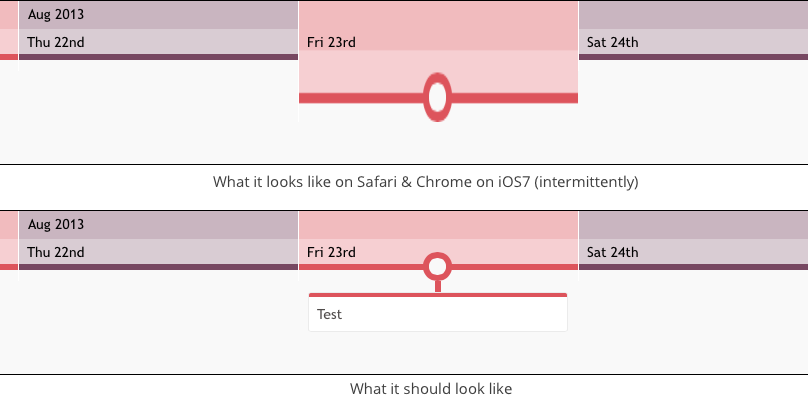 Aug 2013
Thu 22nd Fri 23rd Sat 24th
What it looks like on Safari & Chrome on iOS7 (intermittently)
Aug 2013
Thu 22nd Fri 23rd Sat 24th
Test
What it should look like